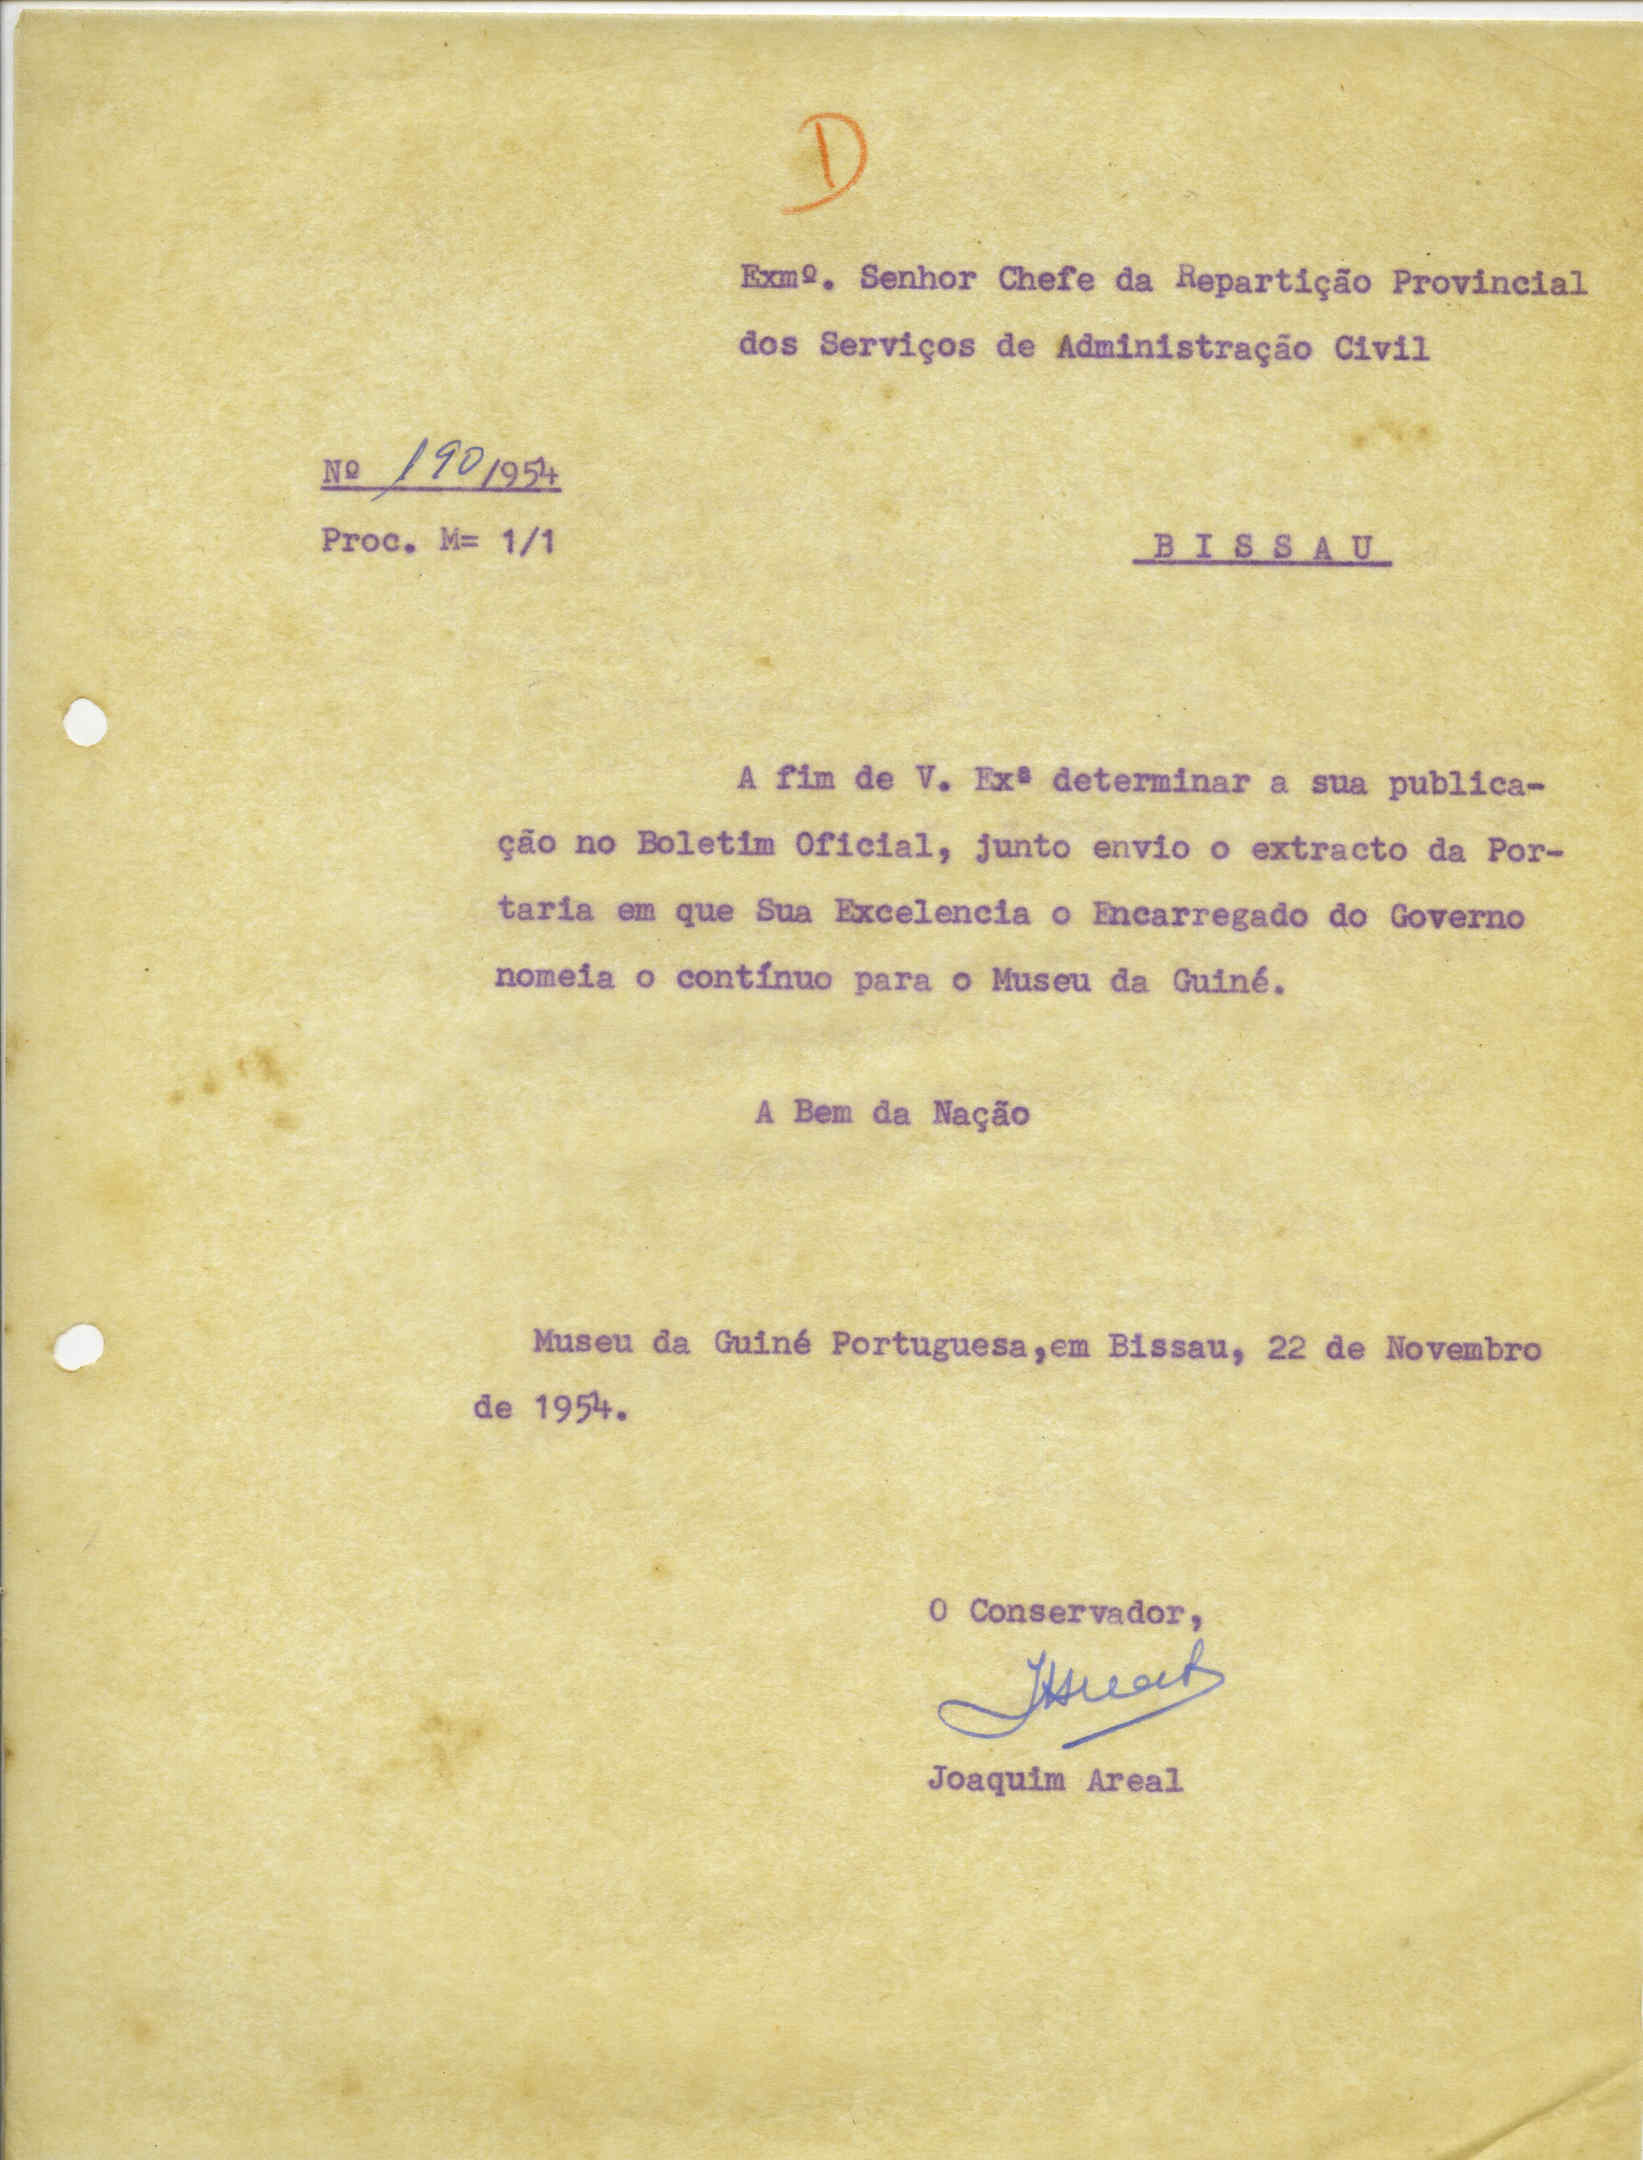 D
Exmº. Senhor Chefe da Repartição Provincial
dos Serviços de Administração Civil
Nº 190/1954
Proc. M= 1/1
B I S S A U
A fim de V. Exª determinar a sua publica-
ção no Boletim Oficial, junto envio o extracto da Por-
taria em que Sua Excelencia o Encarregado do Governo
nomeia o contínuo para o Museu da Guiné.
A Bem da Nação
Museu da Guiné Portuguesa,em Bissau, 22 de Novembro
de 1954.
O Conservador,
JAreal
Joaquim Areal